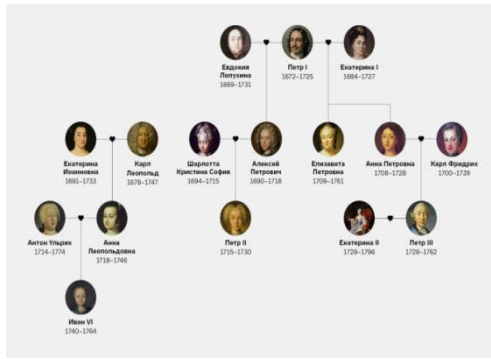 Евдокия
Лопухина
1669–1731
Петр I
1672–1725
Екатерина I
1684–1727
Екатерина
Иоанновна
1691–1733
Карл
Леопольд
1678–1747
Шарлотта
Кристина София
1694–1715
Алексей
Петрович
1690–1718
Елизавета
Петровна
1709–1761
Анна Петровна
1708–1728
Карл Фридрих
1700–1739
Антон Ульрих
1714–1774
Анна
Леопольдовна
1718–1746
Петр II
1715–1730
Екатерина II
1729–1796
Петр III
1728–1762
Иван VI
1740–1764